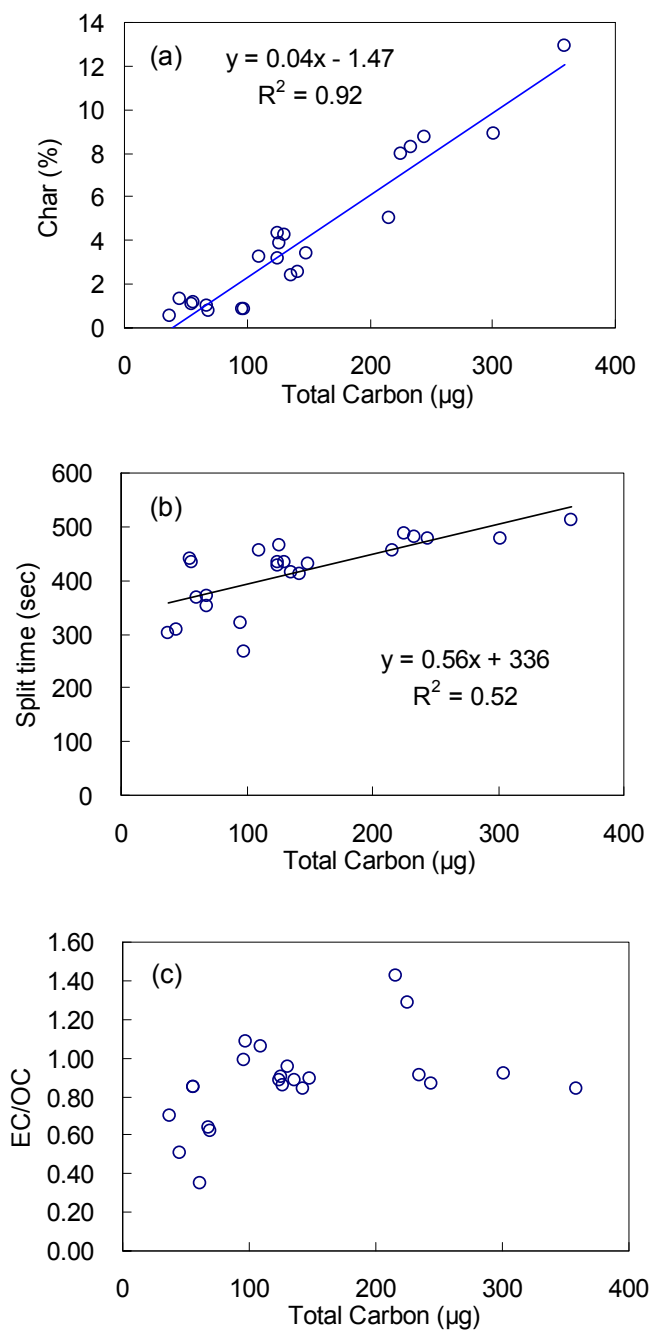 14
12
10
8
6
4
2
0
(a)
y = 0.04x - 1.47
R² = 0.92
Char (%)
0 100 200 300 400
Total Carbon (µg)
600
500
400
300
200
100
0
(b)
y = 0.56x + 336
R² = 0.52
Split time (sec)
0 100 200 300 400
Total Carbon (µg)
1.60
1.40
1.20
1.00
0.80
0.60
0.40
0.20
0.00
(c)
EC/OC
0 100 200 300 400
Total Carbon (µg)